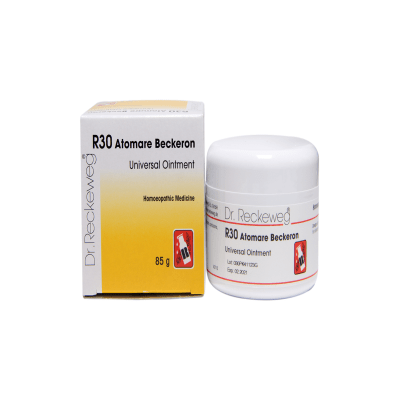 R30 Atomare Beckeron
Universal Ointment
Homoeopathic Medicine
Dr. Reckeweg®
85 g
Dr. Reckeweg®
R30 Atomare Beckeron
Universal Ointment